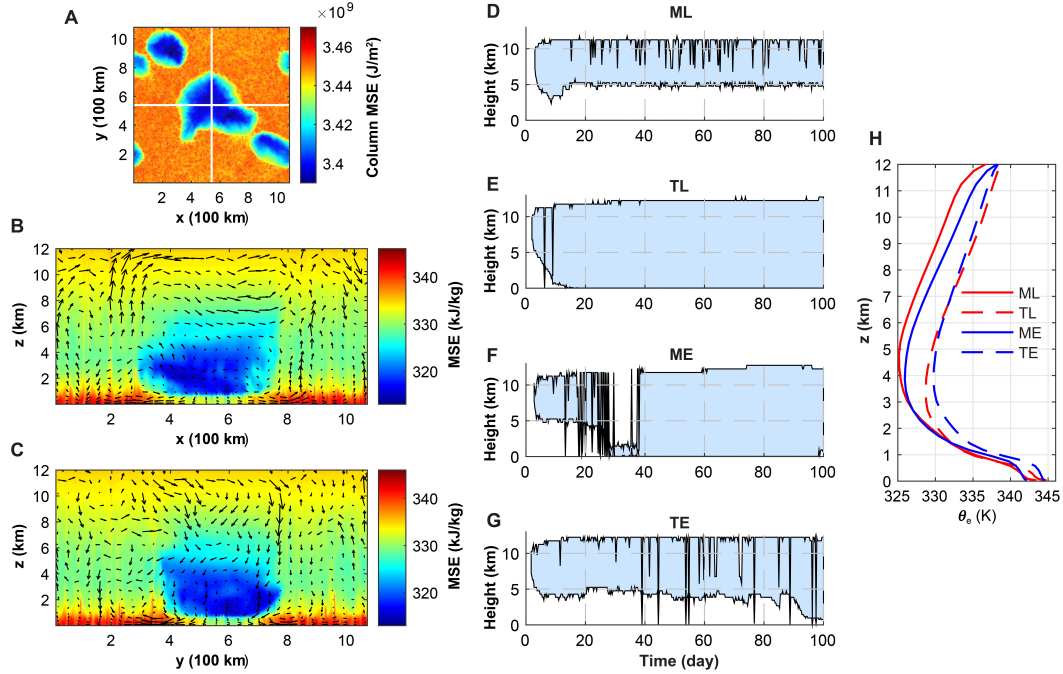 A
×10⁹
10
8
6
4
2
y (100 km)
2 4 6 8 10
x (100 km)
3.46
3.44
3.42
3.4
Column MSE (J/m²)
B
12
10
8
6
4
2
z (km)
2 4 6 8 10
x (100 km)
340
330
320
MSE (kJ/kg)
C
12
10
8
6
4
2
z (km)
2 4 6 8 10
y (100 km)
340
330
320
MSE (kJ/kg)
D
ML
10
5
0
Height (km)
0 20 40 60 80 100
E
TL
10
5
0
Height (km)
0 20 40 60 80 100
F
ME
10
5
0
Height (km)
0 20 40 60 80 100
G
TE
10
5
0
Height (km)
0 20 40 60 80 100
Time (day)
H
12
11
10
9
8
7
6
5
4
3
2
1
0
z (km)
ML
TL
ME
TE
325 330 335 340 345
θe (K)